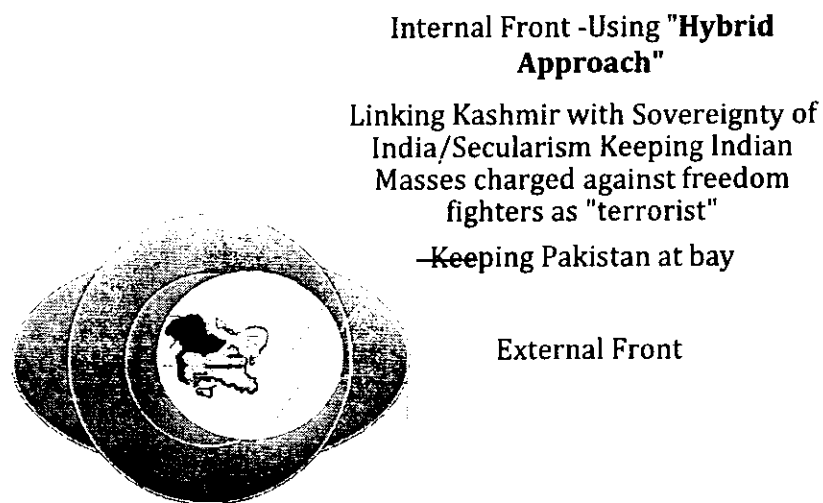 Internal Front -Using "Hybrid
Approach"
Linking Kashmir with Sovereignty of
India/Secularism Keeping Indian
Masses charged against freedom
fighters as "terrorist"
Keeping Pakistan at bay
External Front